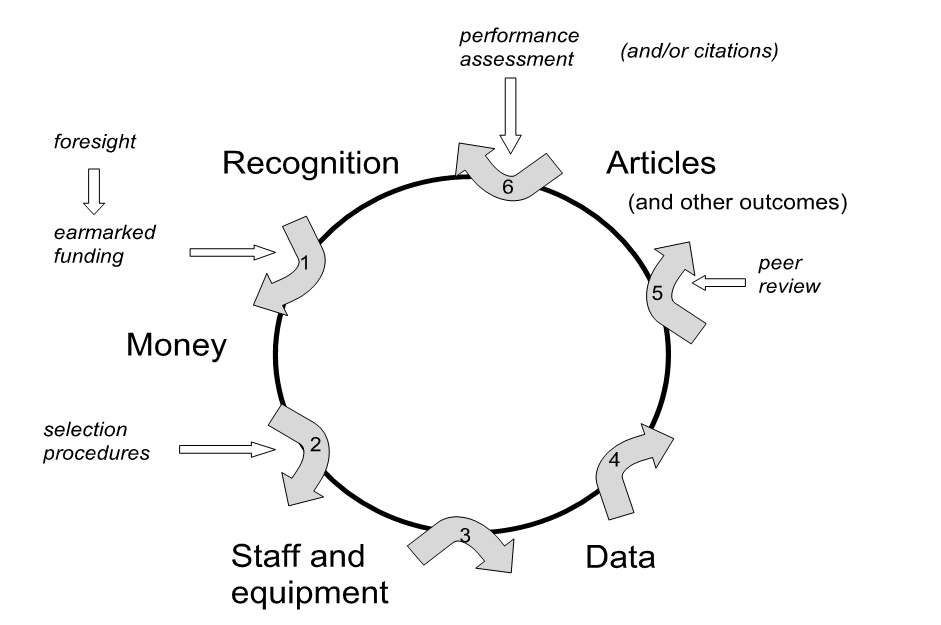 performance
assessment
(and/or citations)
foresight
Recognition
Articles
6
(and other outcomes)
earmarked
funding
1
peer
review
5
Money
selection
procedures
2
4
3
Staff and
equipment
Data